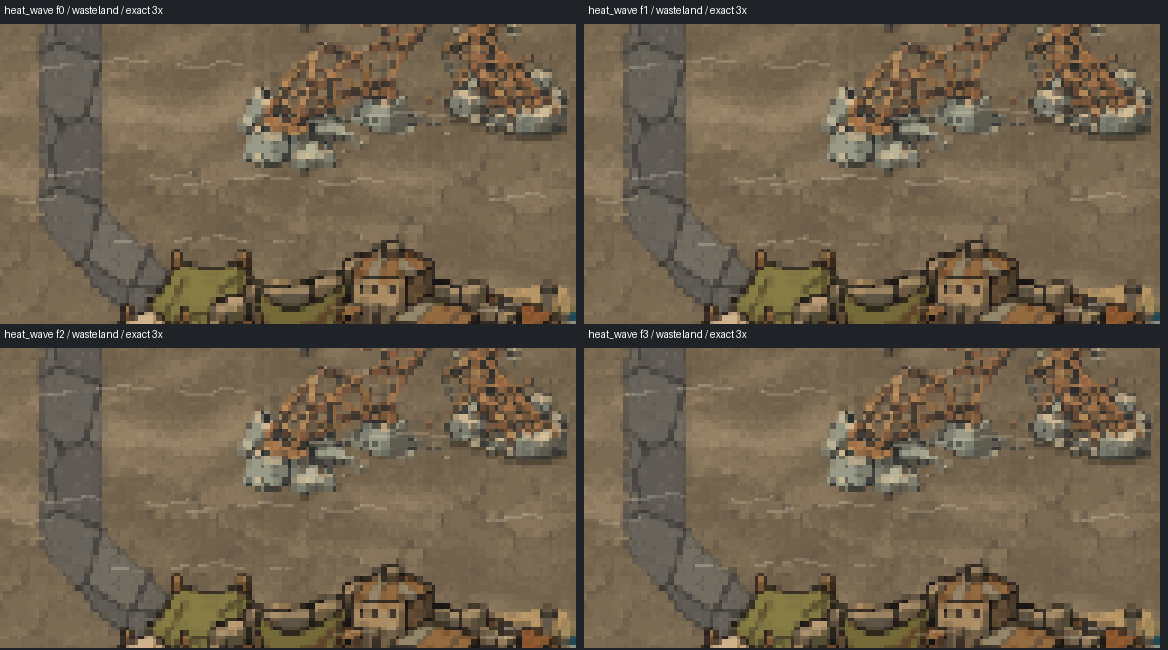 heat_wave f0 / wasteland / exact 3x
heat_wave f1 / wasteland / exact 3x
heat_wave f2 / wasteland / exact 3x
heat_wave f3 / wasteland / exact 3x